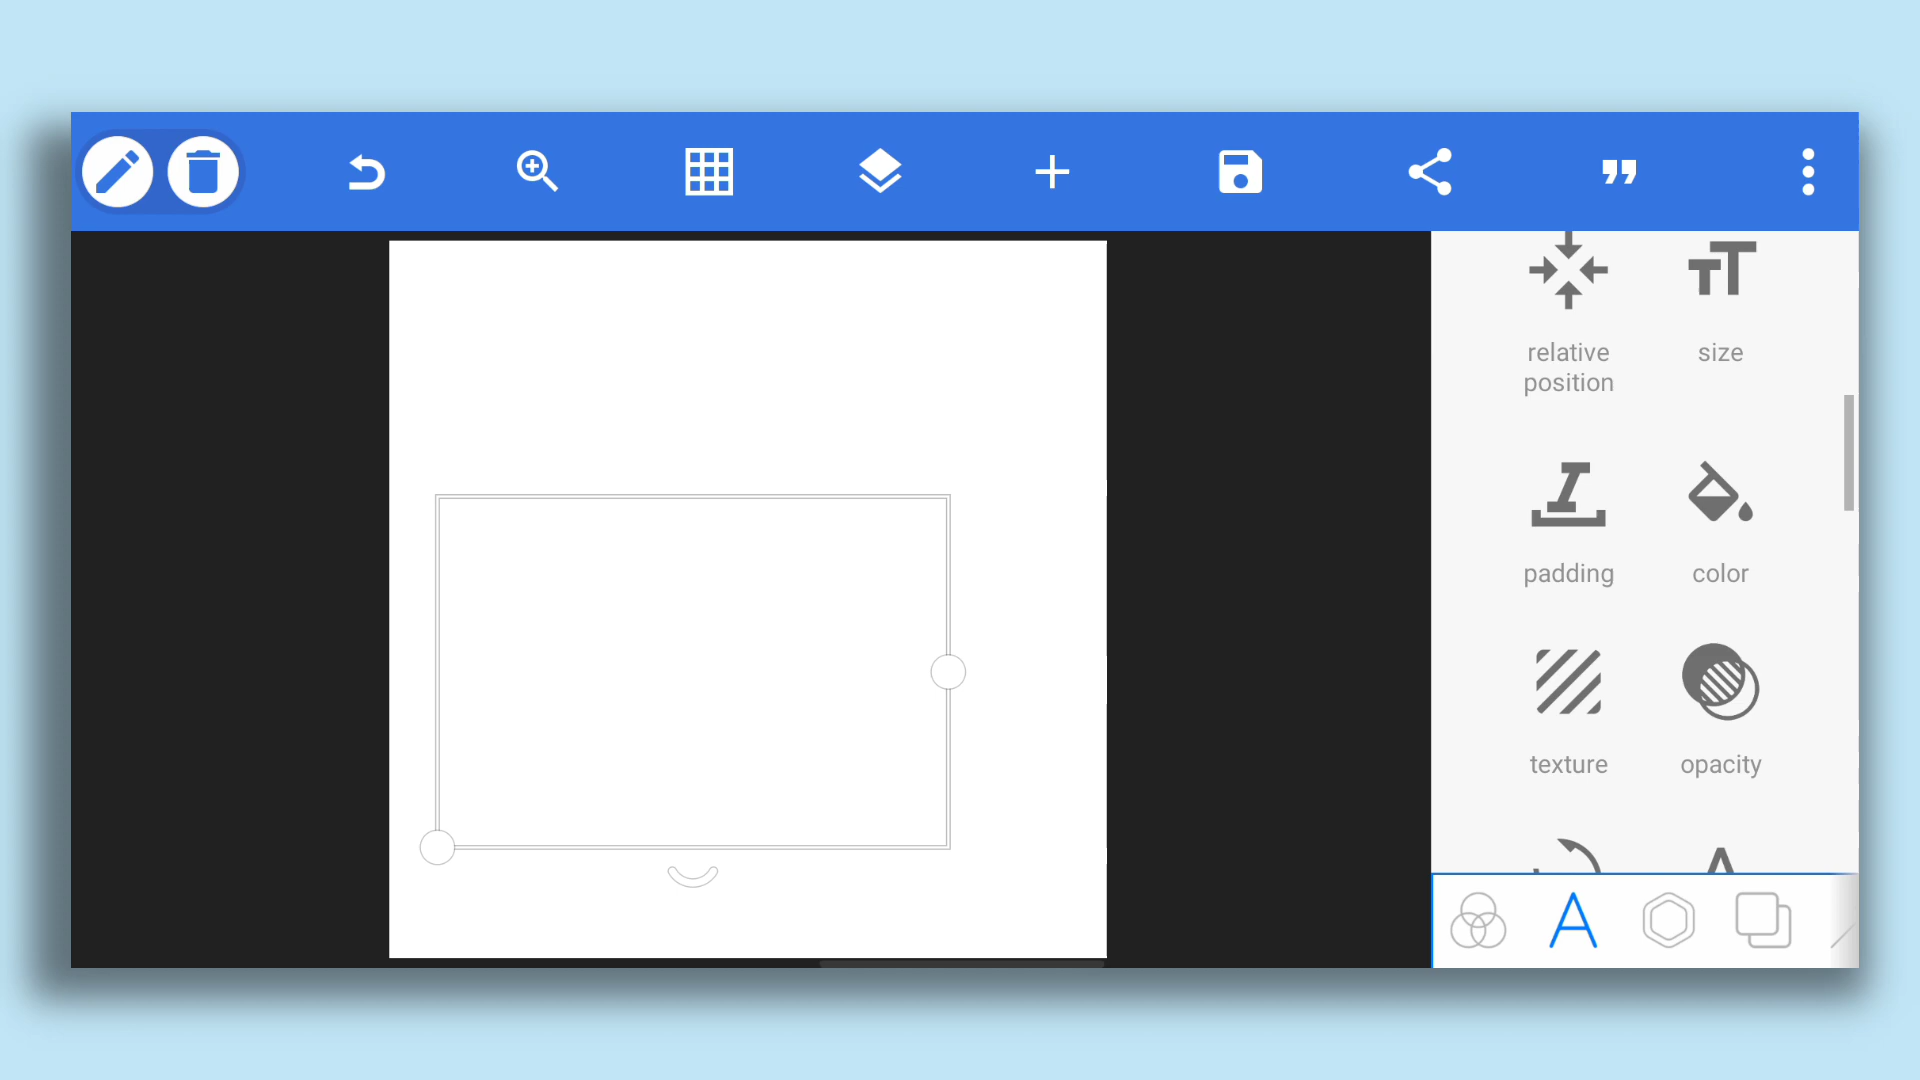 relative
position
size
padding
color
texture
opacity